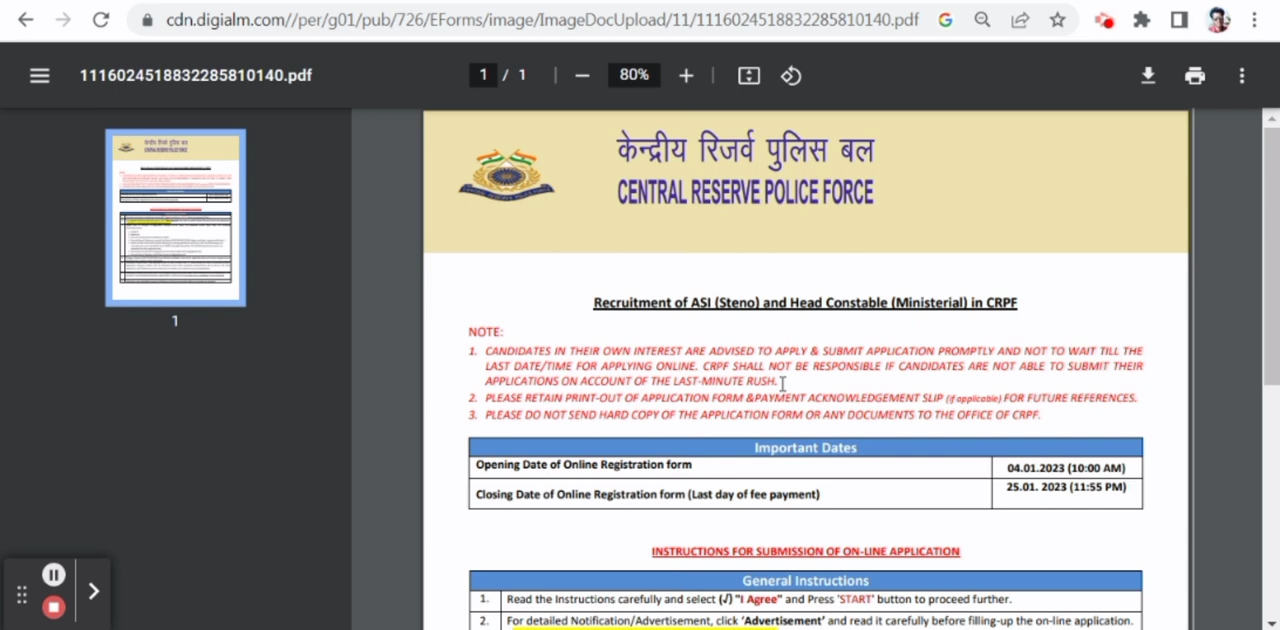 cdn.digialm.com//per/g01/pub/726/EForms/image/ImageDocUpload/11/1116024518832285810140.pdf
1116024518832285810140.pdf
1 / 1
80%
केन्द्रीय रिजर्व पुलिस बल
CENTRAL RESERVE POLICE FORCE
1
Recruitment of ASI (Steno) and Head Constable (Ministerial) in CRPF
NOTE:
1. CANDIDATES IN THEIR OWN INTEREST ARE ADVISED TO APPLY & SUBMIT APPLICATION PROMPTLY AND NOT TO WAIT TILL THE
LAST DATE/TIME FOR APPLYING ONLINE. CRPF SHALL NOT BE RESPONSIBLE IF CANDIDATES ARE NOT ABLE TO SUBMIT THEIR
APPLICATIONS ON ACCOUNT OF THE LAST-MINUTE RUSH.
2. PLEASE RETAIN PRINT-OUT OF APPLICATION FORM &PAYMENT ACKNOWLEDGEMENT SLIP (if applicable) FOR FUTURE REFERENCES.
3. PLEASE DO NOT SEND HARD COPY OF THE APPLICATION FORM OR ANY DOCUMENTS TO THE OFFICE OF CRPF.
Important Dates
Opening Date of Online Registration form 04.01.2023 (10:00 AM)
Closing Date of Online Registration form (Last day of fee payment) 25.01. 2023 (11:55 PM)
INSTRUCTIONS FOR SUBMISSION OF ON-LINE APPLICATION
General Instructions
1. Read the Instructions carefully and select (√) "I Agree" and Press 'START' button to proceed further.
2. For detailed Notification/Advertisement, click 'Advertisement' and read it carefully before filling-up the on-line application.